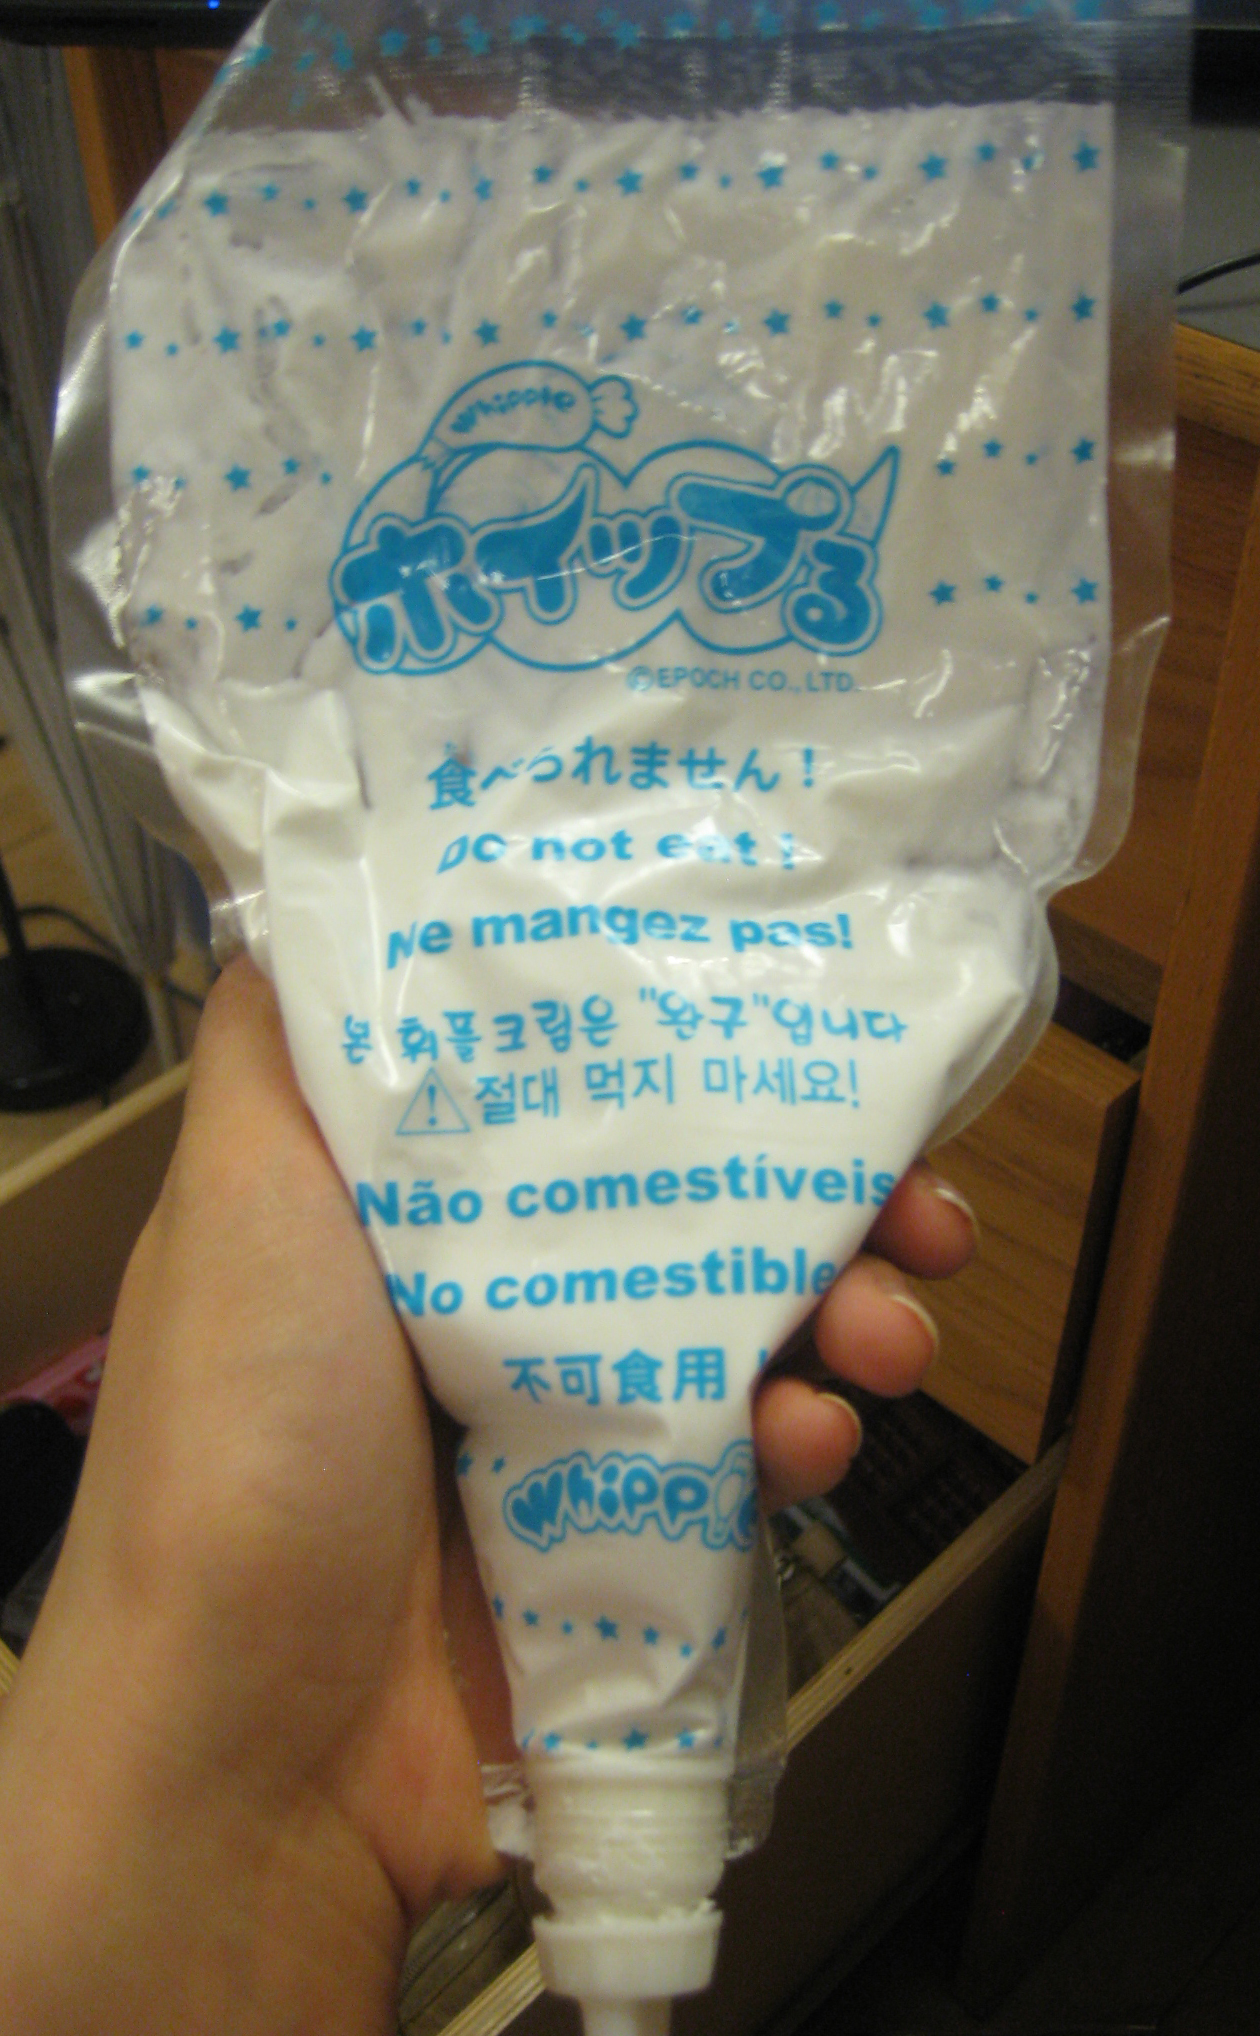 Whipple
ホイップる
©EPOCH CO., LTD.
食べられません！
Do not eat !
Ne mangez pas!
본 휘플크림은 "완구"입니다
절대 먹지 마세요!
Não comestíveis
No comestible
不可食用！
Whipple